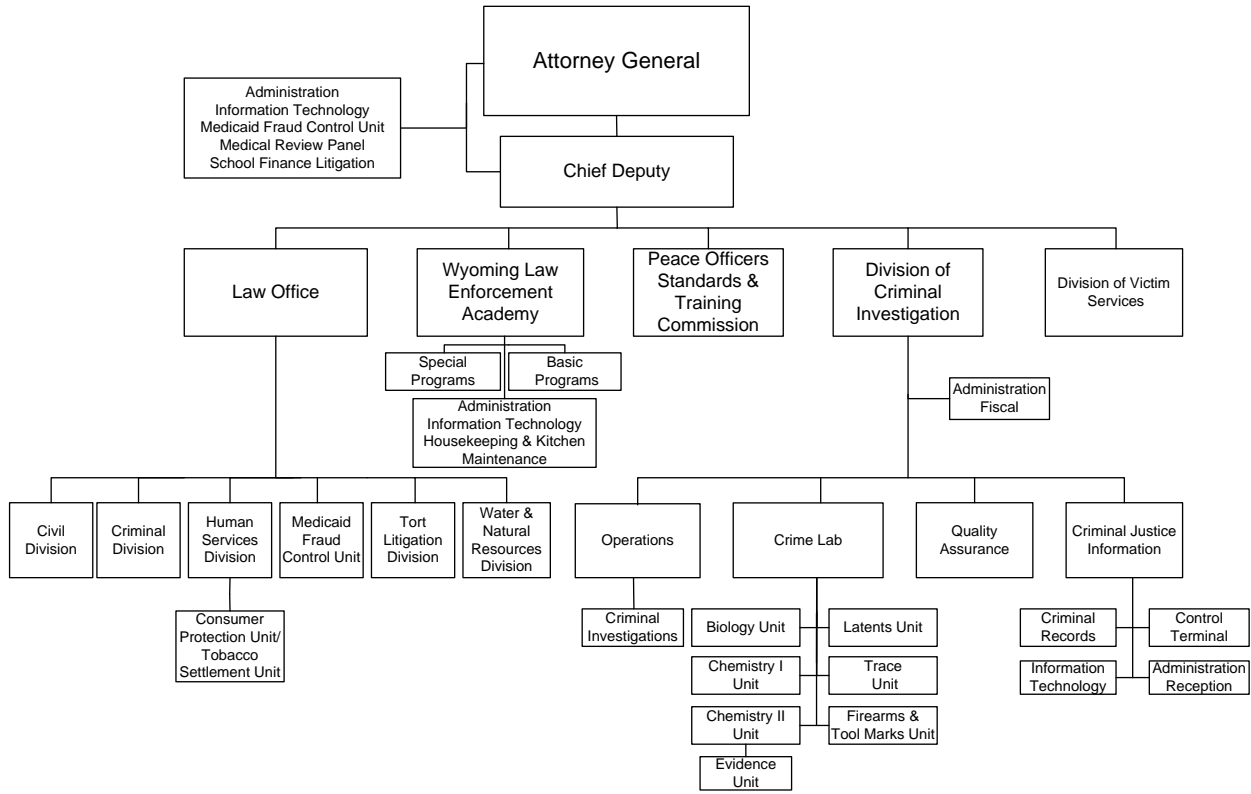 Attorney General
Administration
Information Technology
Medicaid Fraud Control Unit
Medical Review Panel
School Finance Litigation
Chief Deputy
Law Office
Wyoming Law
Enforcement
Academy
Peace Officers
Standards &
Training
Commission
Division of
Criminal
Investigation
Division of Victim
Services
Special
Programs
Basic
Programs
Administration
Information Technology
Housekeeping & Kitchen
Maintenance
Administration
Fiscal
Civil
Division
Criminal
Division
Human
Services
Division
Medicaid
Fraud
Control Unit
Tort
Litigation
Division
Water &
Natural
Resources
Division
Operations
Crime Lab
Quality
Assurance
Criminal Justice
Information
Consumer
Protection Unit/
Tobacco
Settlement Unit
Criminal
Investigations
Biology Unit
Latents Unit
Chemistry I
Unit
Trace
Unit
Chemistry II
Unit
Firearms &
Tool Marks Unit
Evidence
Unit
Criminal
Records
Control
Terminal
Information
Technology
Administration
Reception